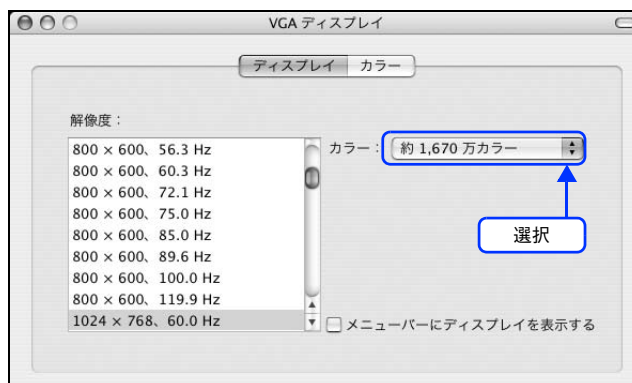 VGA ディスプレイ
ディスプレイ カラー
解像度：
800 × 600、56.3 Hz
800 × 600、60.3 Hz
800 × 600、72.1 Hz
800 × 600、75.0 Hz
800 × 600、85.0 Hz
800 × 600、89.6 Hz
800 × 600、100.0 Hz
800 × 600、119.9 Hz
1024 × 768、60.0 Hz
カラー： 約 1,670 万カラー
選択
メニューバーにディスプレイを表示する